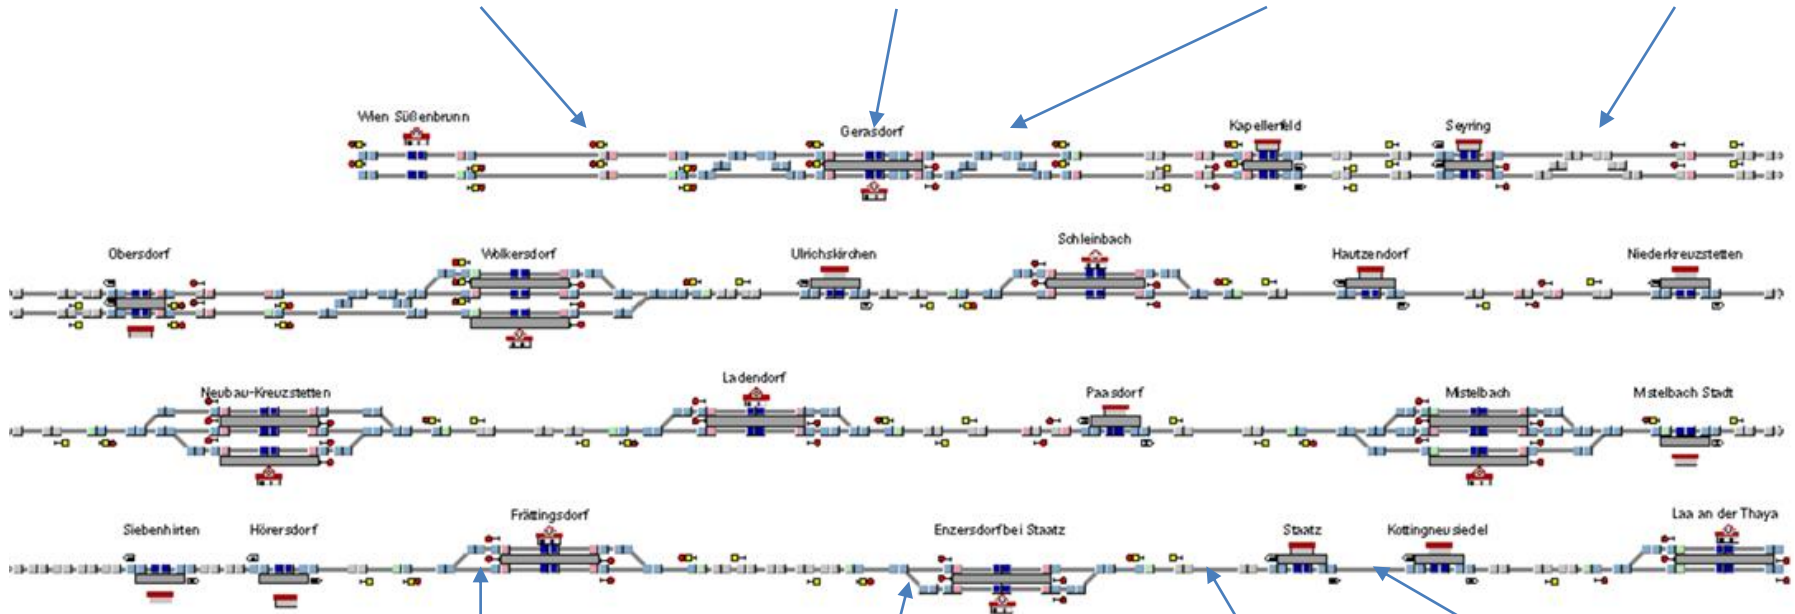 Wien Süßenbrunn
Gerasdorf
Kapellerfeld
Seyring
Obersdorf
Wolkersdorf
Ulrichskirchen
Schleinbach
Hautzendorf
Niederkreuzstetten
Neubau-Kreuzstetten
Ladendorf
Paasdorf
Mistelbach
Mistelbach Stadt
Siebenhirten
Hörersdorf
Frättingsdorf
Enzersdorf bei Staatz
Staatz
Kottingneusiedel
Laa an der Thaya